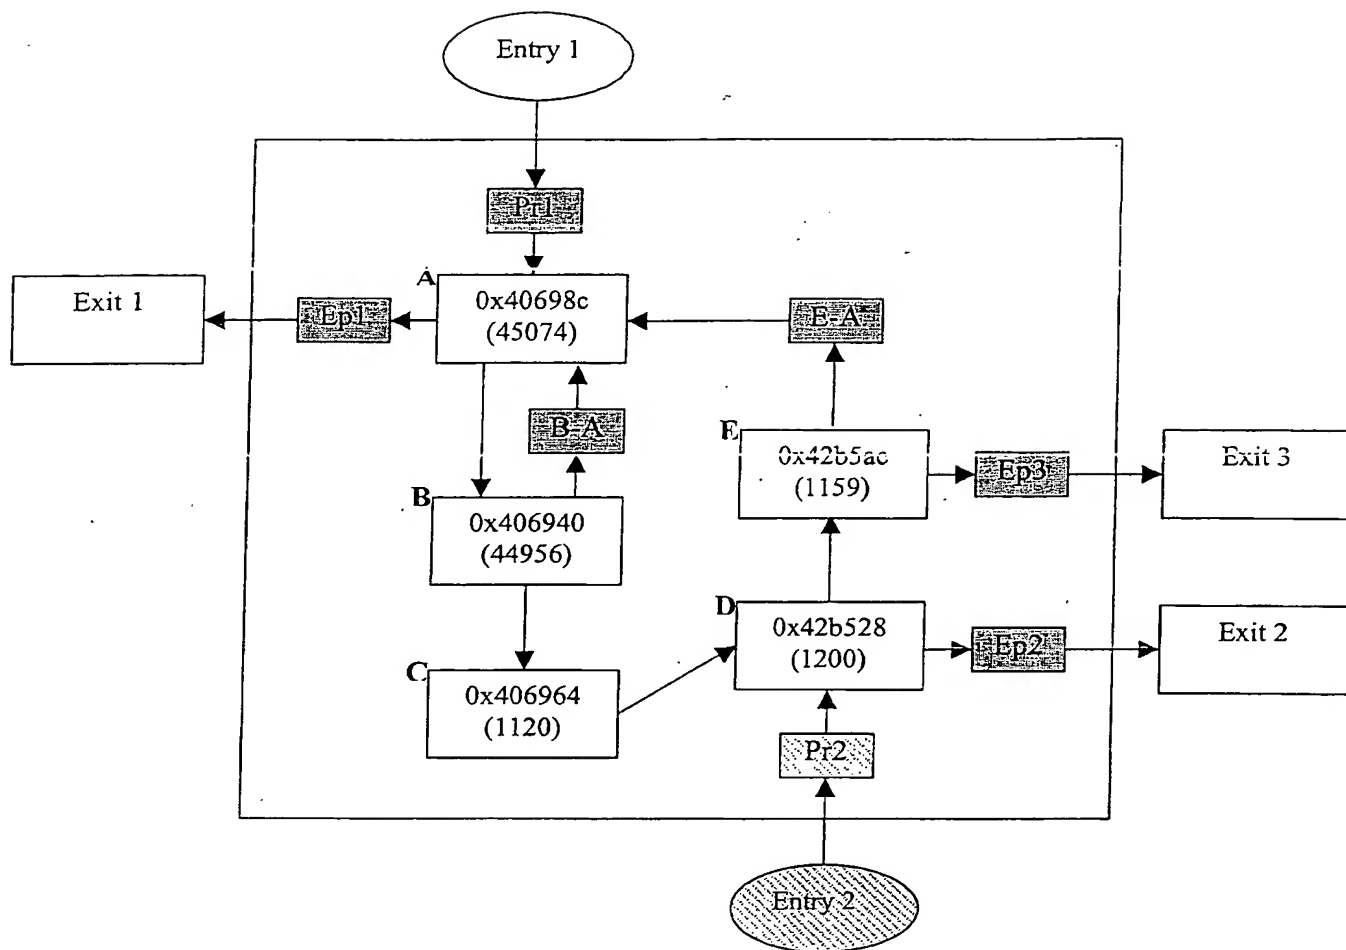 Entry 1
Pr1
A
0x40698c
(45074)
Exit 1
Ep1
E-A
B-A
E
0x42b5ac
(1159)
Ep3
Exit 3
B
0x406940
(44956)
D
0x42b528
(1200)
Ep2
Exit 2
C
0x406964
(1120)
Pr2
Entry 2